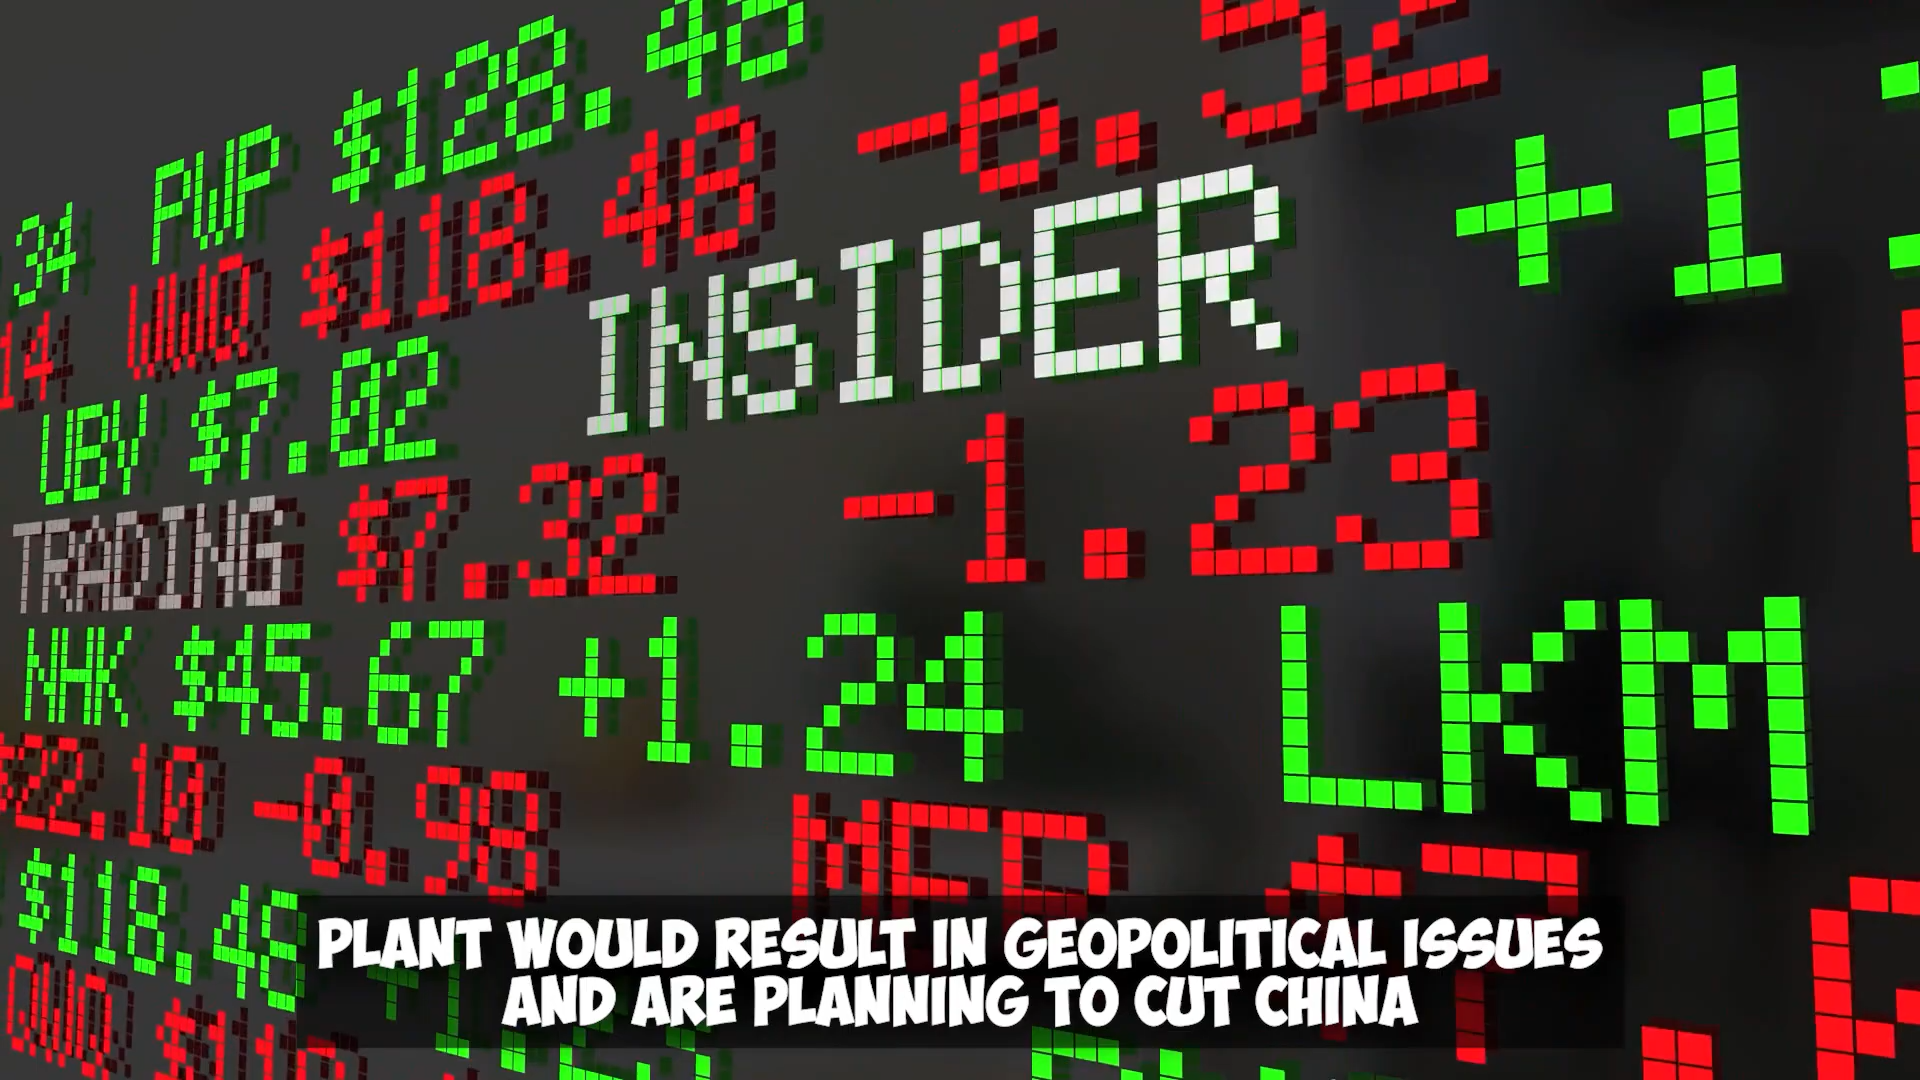 34 PWP $128.48
$118.48 -6.52
INSIDER
+1
14
UBY $7.02
TRADING $7.32 -1.23
NHK $45.67 +1.24 LKM
$22.10 -0.98
$118.48
PLANT WOULD RESULT IN GEOPOLITICAL ISSUES
AND ARE PLANNING TO CUT CHINA